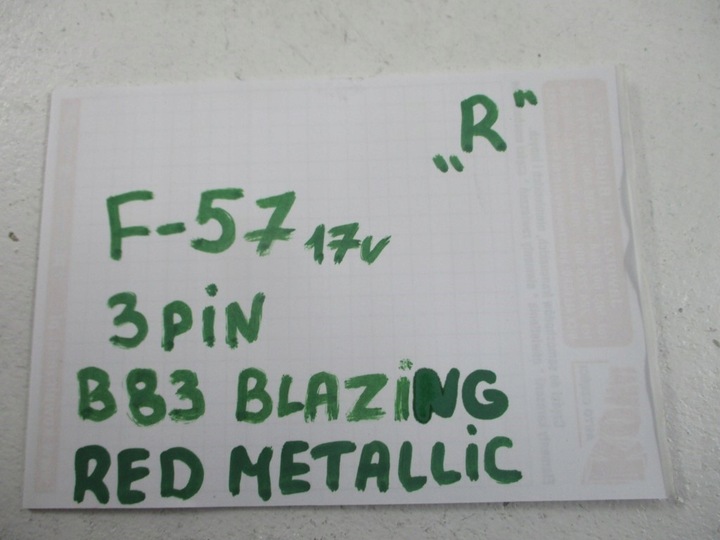 „R"
F-57 17v
3 PiN
B83 BLAZiNG
RED METALLiC